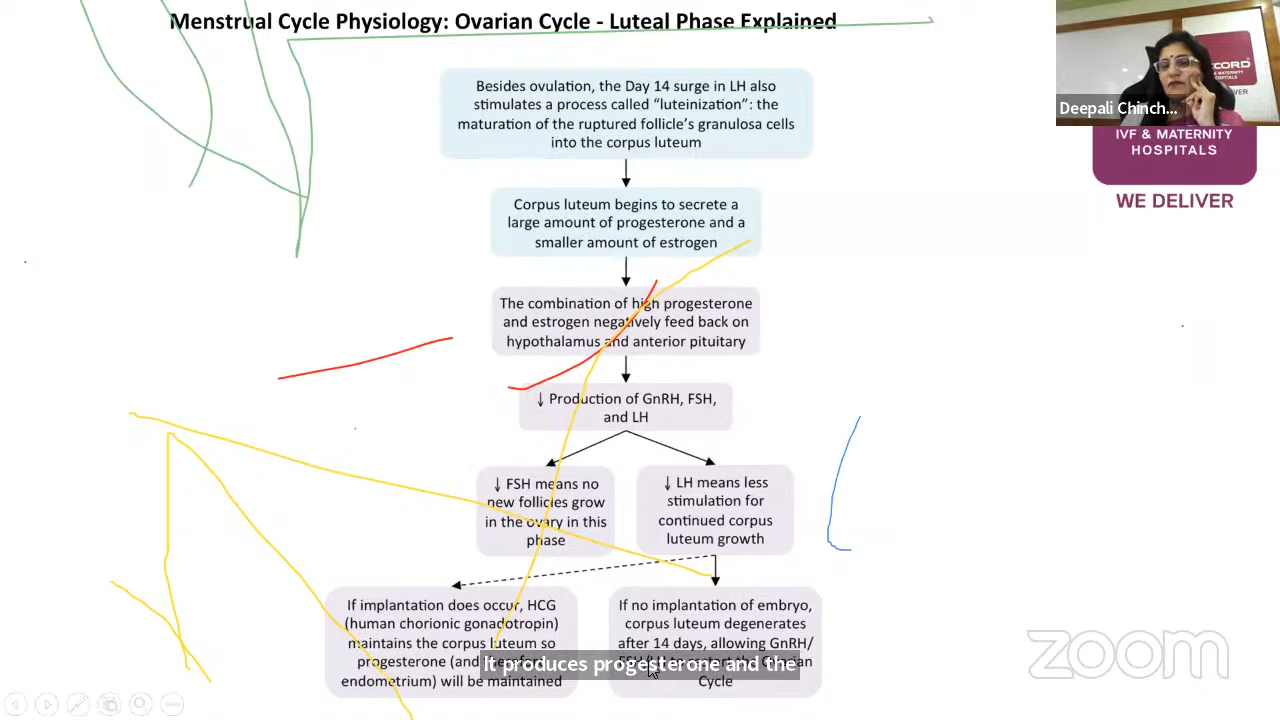 Menstrual Cycle Physiology: Ovarian Cycle - Luteal Phase Explained
Besides ovulation, the Day 14 surge in LH also
stimulates a process called “luteinization”: the
maturation of the ruptured follicle’s granulosa cells
into the corpus luteum
Corpus luteum begins to secrete a
large amount of progesterone and a
smaller amount of estrogen
The combination of high progesterone
and estrogen negatively feed back on
hypothalamus and anterior pituitary
↓ Production of GnRH, FSH,
and LH
↓ FSH means no
new follicles grow
in the ovary in this
phase
↓ LH means less
stimulation for
continued corpus
luteum growth
If implantation does occur, HCG
(human chorionic gonadotropin)
maintains the corpus luteum so
progesterone (and
endometrium) will be maintained
If no implantation of embryo,
corpus luteum degenerates
after 14 days, allowing GnRH/
Cycle
It produces progesterone and the
Deepali Chinch...
IVF & MATERNITY
HOSPITALS
WE DELIVER
zoom